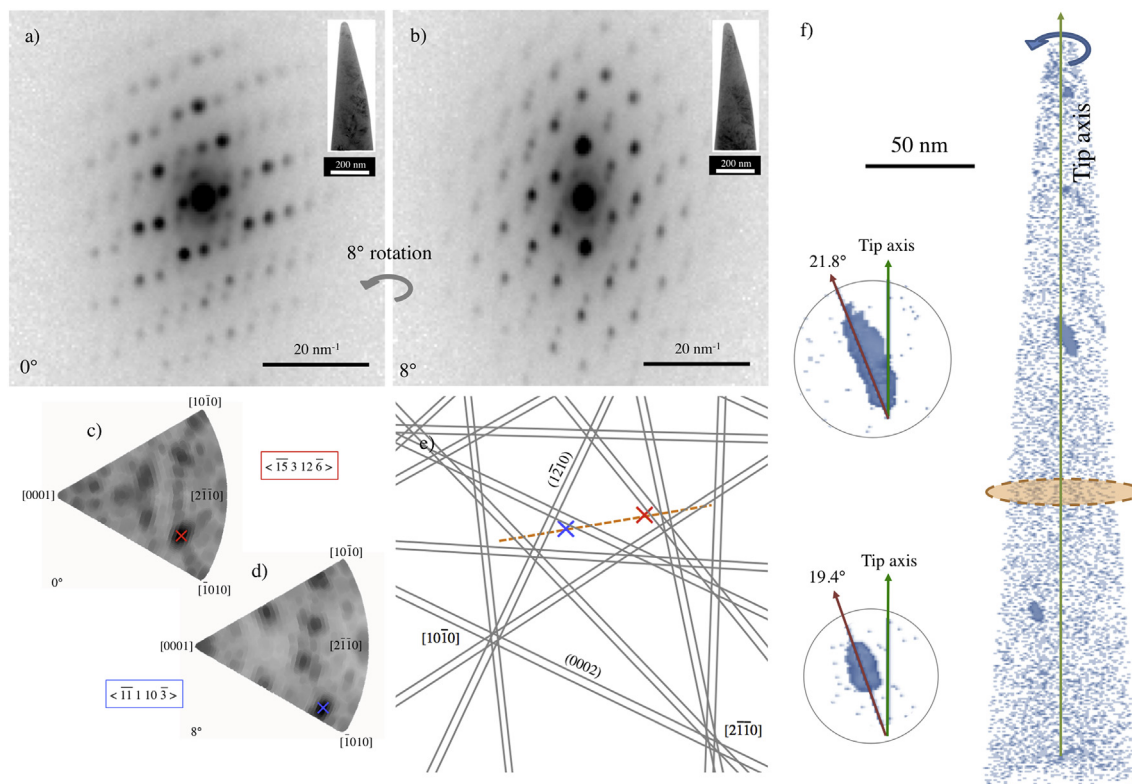 a)
200 nm
0°
20 nm⁻¹
b)
200 nm
8° rotation
8°
20 nm⁻¹
c)
[101̅0]
[0001]
[21̅1̅0]
[1̅010]
0°
< 1̅5̅ 3 12 6̅ >
d)
[101̅0]
[0001]
[21̅1̅0]
[1̅010]
8°
< 1̅1̅ 1 10 3̅ >
e)
(12̅10)
[101̅0]
(0002)
[21̅1̅0]
f)
Tip axis
50 nm
Tip axis
21.8°
Tip axis
19.4°